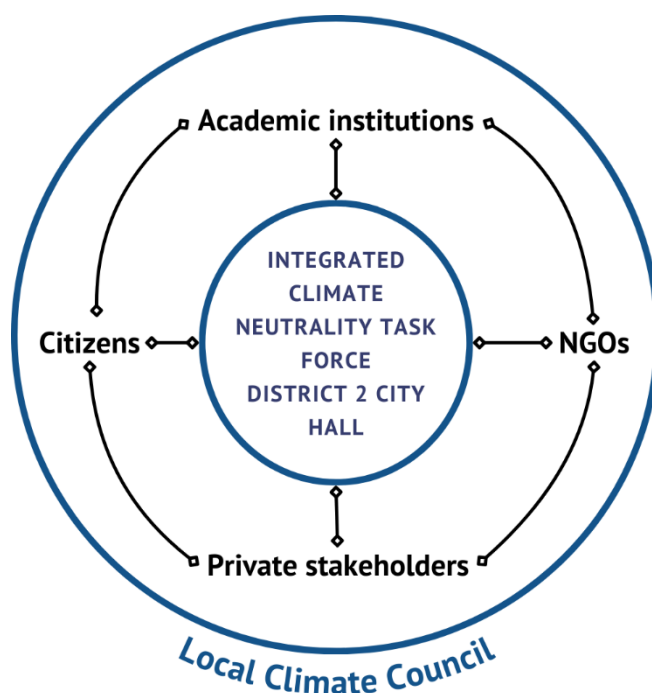 Academic institutions
INTEGRATED
CLIMATE
NEUTRALITY TASK
FORCE
DISTRICT 2 CITY
HALL
Citizens
NGOs
Private stakeholders
Local Climate Council